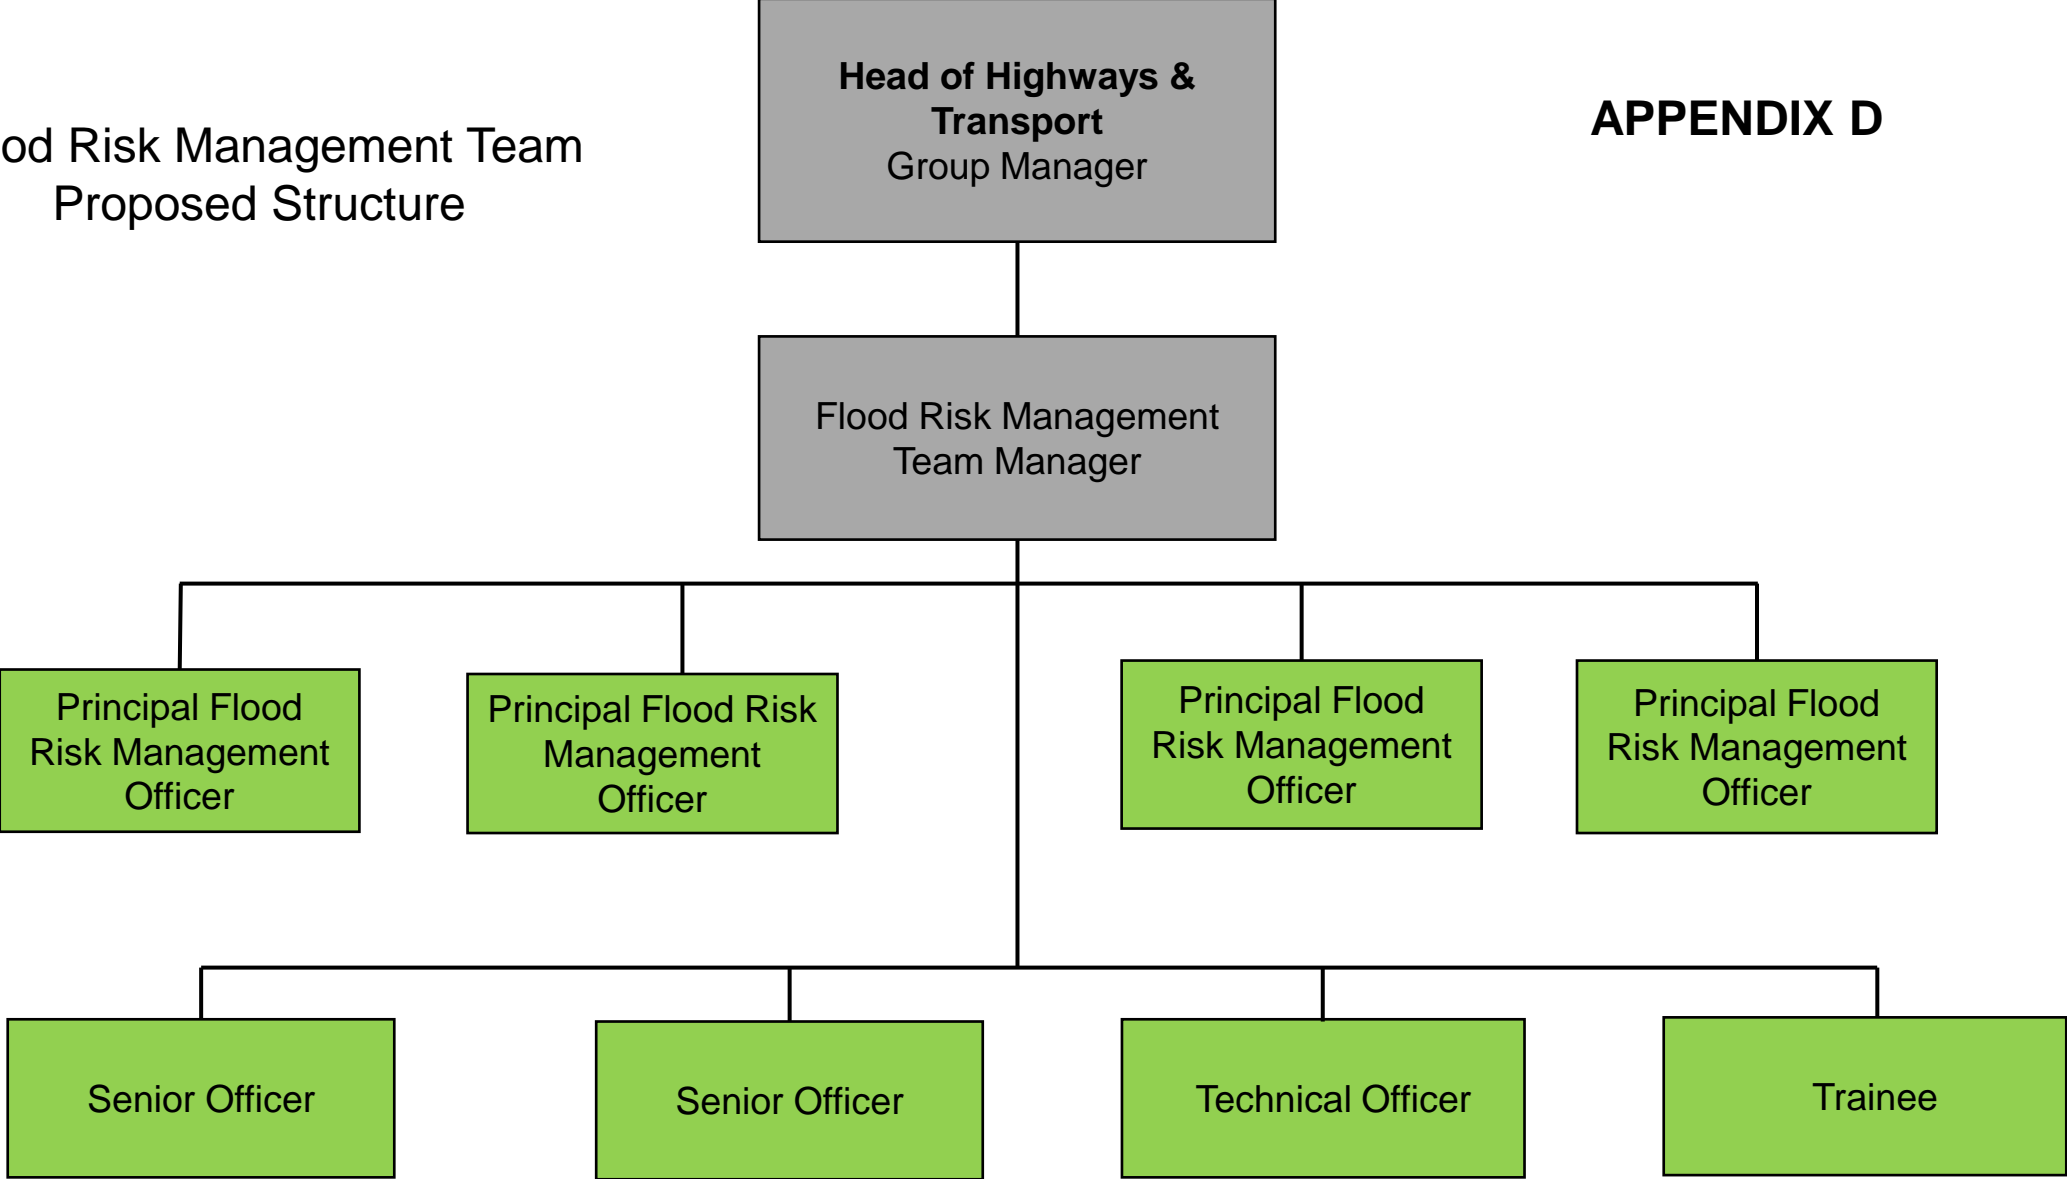 Head of Highways &
Transport
Group Manager
APPENDIX D
od Risk Management Team
Proposed Structure
Flood Risk Management
Team Manager
Principal Flood
Risk Management
Officer
Principal Flood Risk
Management
Officer
Principal Flood
Risk Management
Officer
Principal Flood
Risk Management
Officer
Senior Officer
Senior Officer
Technical Officer
Trainee